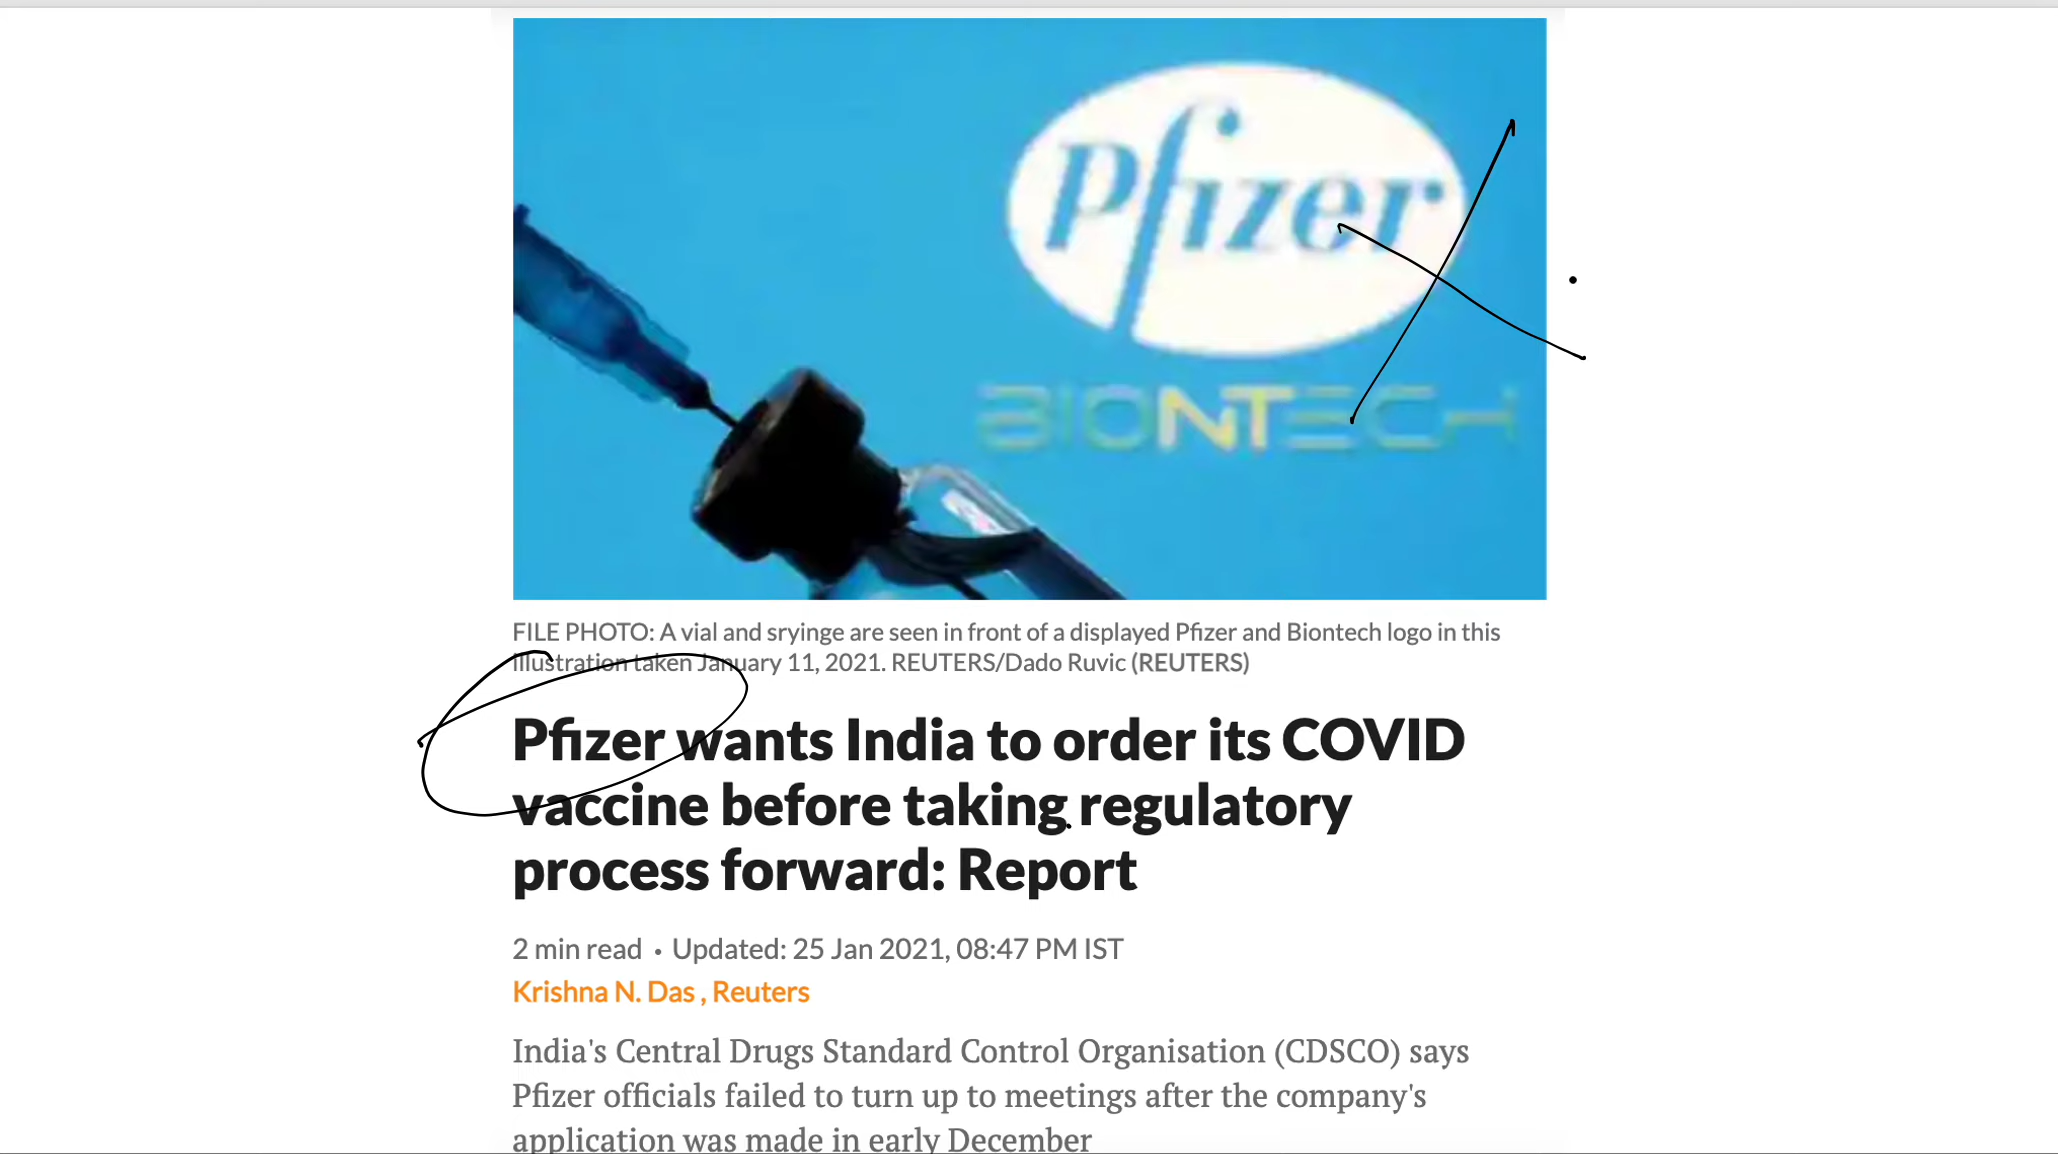 Pfizer
BIONTECH
FILE PHOTO: A vial and sryinge are seen in front of a displayed Pfizer and Biontech logo in this
illustration taken January 11, 2021. REUTERS/Dado Ruvic (REUTERS)
Pfizer wants India to order its COVID
vaccine before taking regulatory
process forward: Report
2 min read • Updated: 25 Jan 2021, 08:47 PM IST
Krishna N. Das , Reuters
India's Central Drugs Standard Control Organisation (CDSCO) says
Pfizer officials failed to turn up to meetings after the company's
application was made in early December